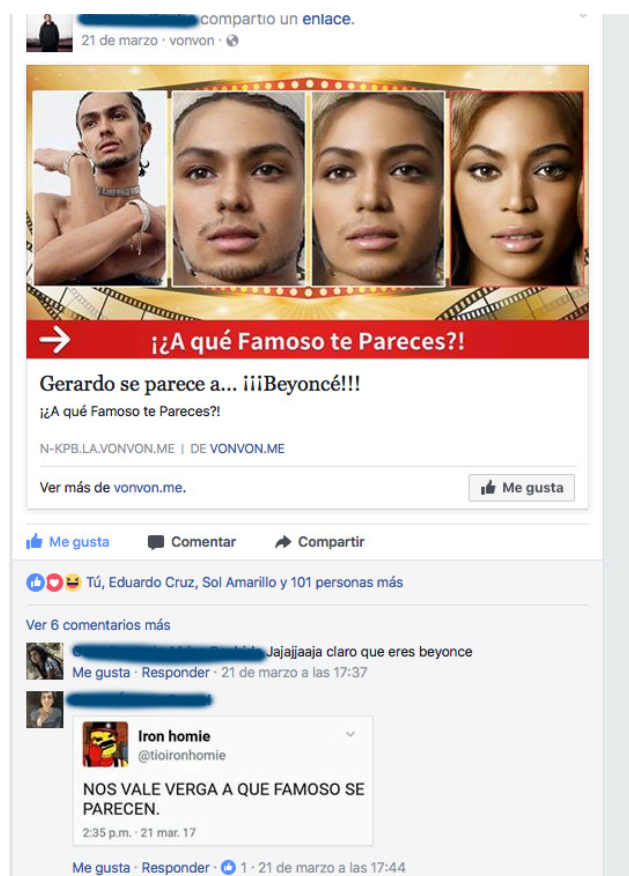 compartió un enlace.
21 de marzo · vonvon ·
¡¿A qué Famoso te Pareces?!
Gerardo se parece a... ¡¡¡Beyoncé!!!
¡¿A qué Famoso te Pareces?!
N-KPB.LA.VONVON.ME | DE VONVON.ME
Ver más de vonvon.me.
Me gusta
Me gusta Comentar Compartir
Tú, Eduardo Cruz, Sol Amarillo y 101 personas más
Ver 6 comentarios más
Jajajjaaja claro que eres beyonce
Me gusta · Responder · 21 de marzo a las 17:37
Iron homie
@tioironhomie
NOS VALE VERGA A QUE FAMOSO SE
PARECEN.
2:35 p.m. · 21 mar. 17
Me gusta · Responder · 1 · 21 de marzo a las 17:44